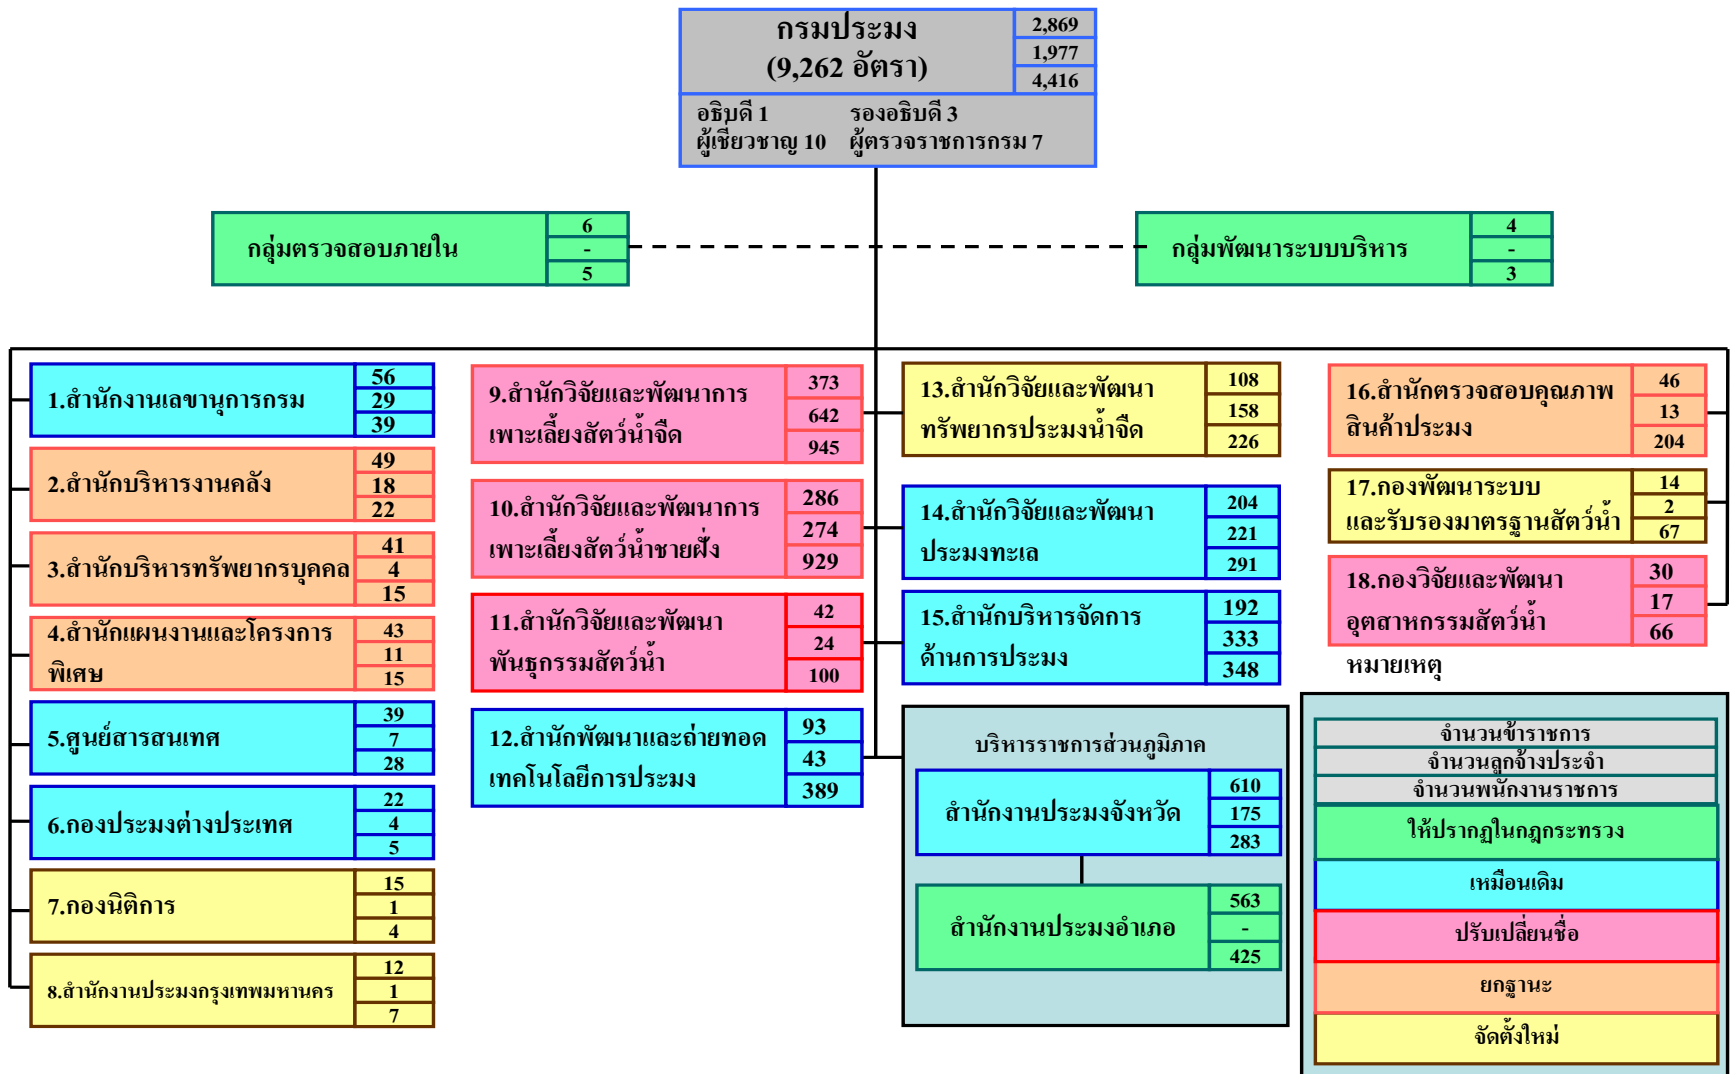 กรมประมง
(9,262 อัตรา)
2,869
1,977
4,416
อธิบดี 1 รองอธิบดี 3
ผู้เชี่ยวชาญ 10 ผู้ตรวจราชการกรม 7
กลุ่มตรวจสอบภายใน
6
-
5
กลุ่มพัฒนาระบบบริหาร
4
-
3
1.สำนักงานเลขานุการกรม
56
29
39
2.สำนักบริหารงานคลัง
49
18
22
3.สำนักบริหารทรัพยากรบุคคล
41
4
15
4.สำนักแผนงานและโครงการ
พิเศษ
43
11
15
5.ศูนย์สารสนเทศ
39
7
28
6.กองประมงต่างประเทศ
22
4
5
7.กองนิติการ
15
1
4
8.สำนักงานประมงกรุงเทพมหานคร
12
1
7
9.สำนักวิจัยและพัฒนาการ
เพาะเลี้ยงสัตว์น้ำจืด
373
642
945
10.สำนักวิจัยและพัฒนาการ
เพาะเลี้ยงสัตว์น้ำชายฝั่ง
286
274
929
11.สำนักวิจัยและพัฒนา
พันธุกรรมสัตว์น้ำ
42
24
100
12.สำนักพัฒนาและถ่ายทอด
เทคโนโลยีการประมง
93
43
389
13.สำนักวิจัยและพัฒนา
ทรัพยากรประมงน้ำจืด
108
158
226
14.สำนักวิจัยและพัฒนา
ประมงทะเล
204
221
291
15.สำนักบริหารจัดการ
ด้านการประมง
192
333
348
บริหารราชการส่วนภูมิภาค
สำนักงานประมงจังหวัด
610
175
283
สำนักงานประมงอำเภอ
563
-
425
16.สำนักตรวจสอบคุณภาพ
สินค้าประมง
46
13
204
17.กองพัฒนาระบบ
และรับรองมาตรฐานสัตว์น้ำ
14
2
67
18.กองวิจัยและพัฒนา
อุตสาหกรรมสัตว์น้ำ
30
17
66
หมายเหตุ
จำนวนข้าราชการ
จำนวนลูกจ้างประจำ
จำนวนพนักงานราชการ
ให้ปรากฏในกฎกระทรวง
เหมือนเดิม
ปรับเปลี่ยนชื่อ
ยกฐานะ
จัดตั้งใหม่